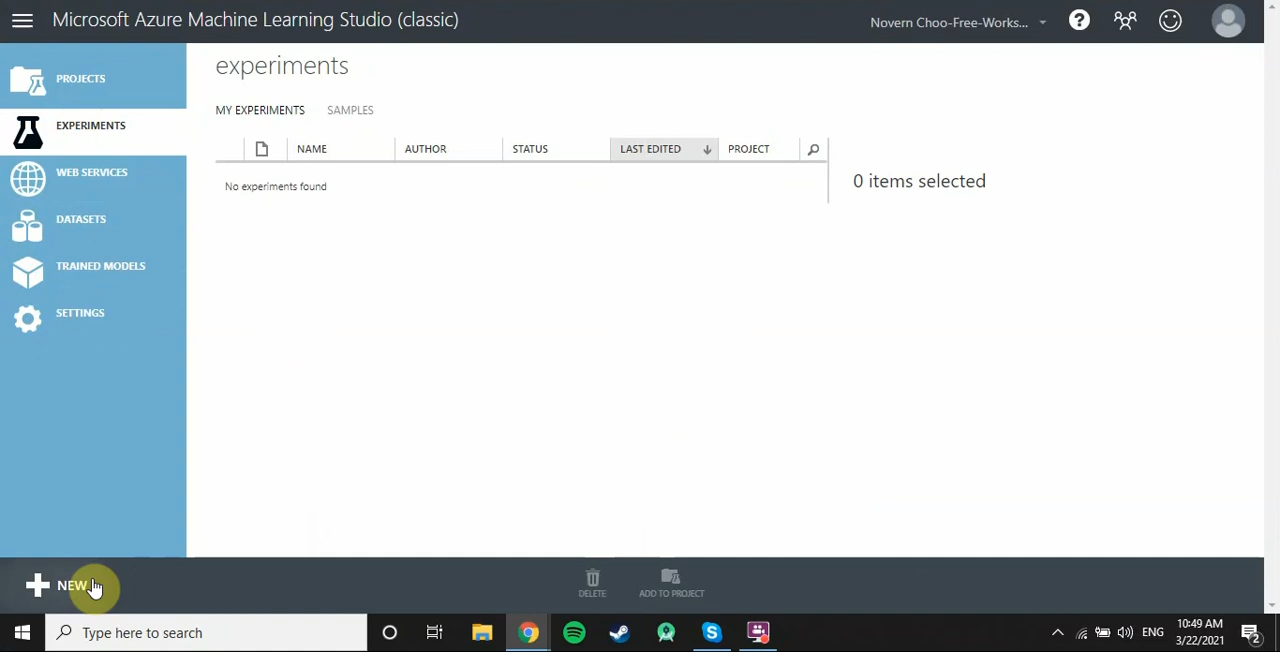 Microsoft Azure Machine Learning Studio (classic)
Novern Choo-Free-Works...
PROJECTS
EXPERIMENTS
WEB SERVICES
DATASETS
TRAINED MODELS
SETTINGS
experiments
MY EXPERIMENTS SAMPLES
NAME AUTHOR STATUS LAST EDITED PROJECT
No experiments found
0 items selected
NEW
DELETE
ADD TO PROJECT
Type here to search
ENG
10:49 AM
3/22/2021
2